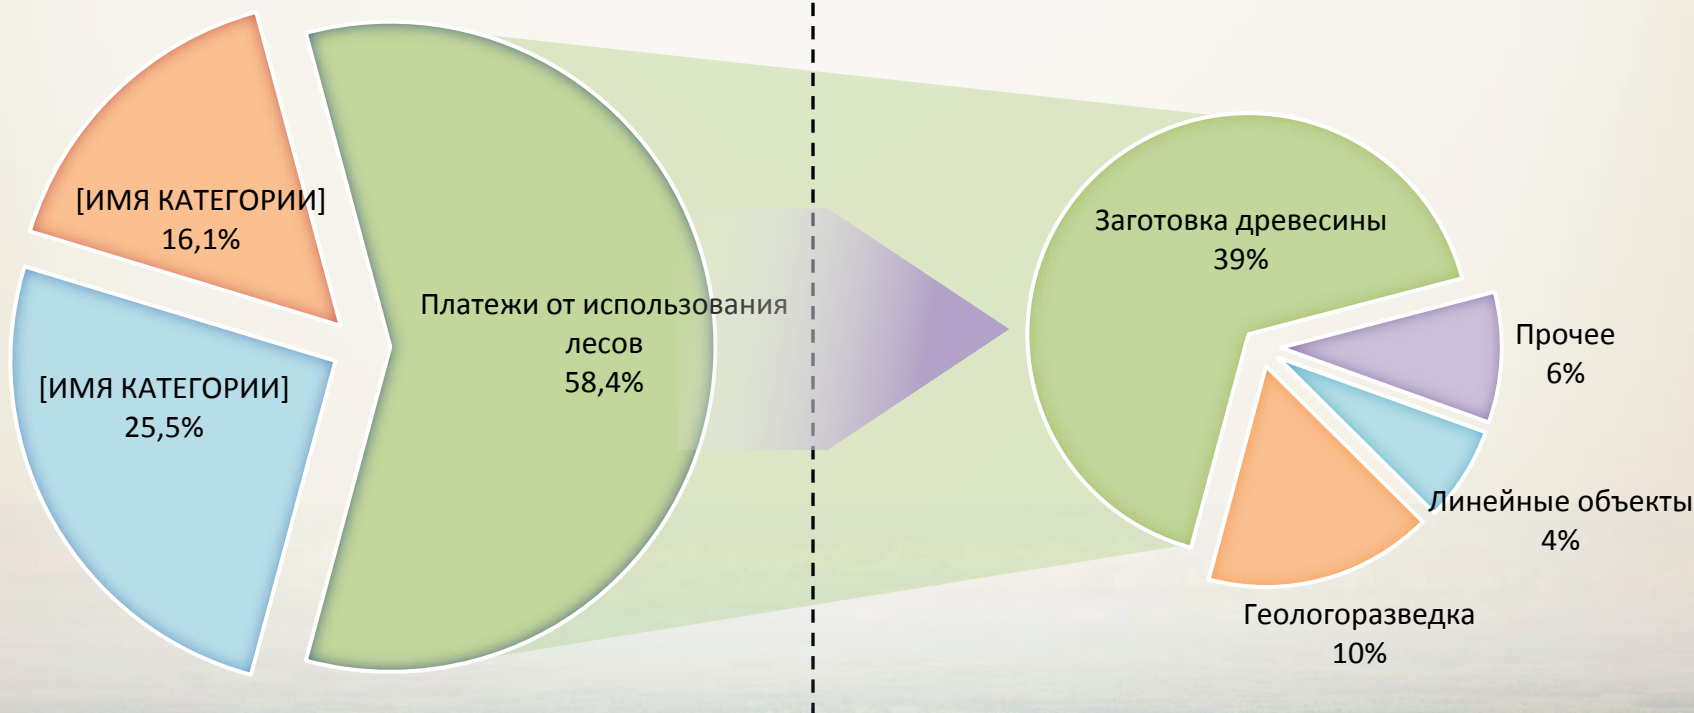 [ИМЯ КАТЕГОРИИ]
16,1%
[ИМЯ КАТЕГОРИИ]
25,5%
Платежи от использования
лесов
58,4%
Заготовка древесины
39%
Прочее
6%
Линейные объекты
4%
Геологоразведка
10%